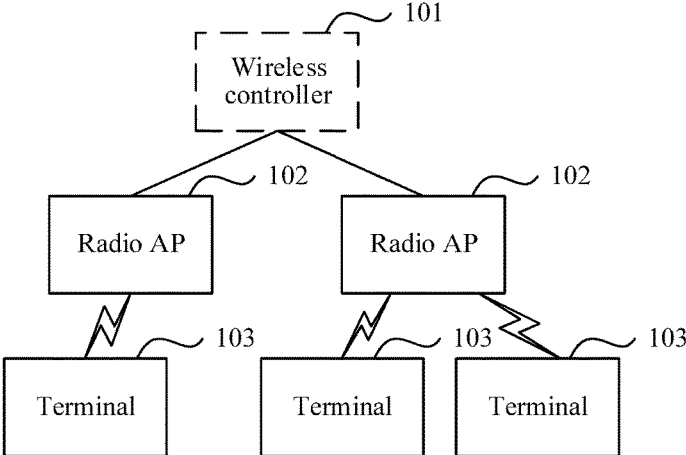 101
Wireless
controller
102
102
Radio AP
Radio AP
103
103
103
Terminal
Terminal
Terminal